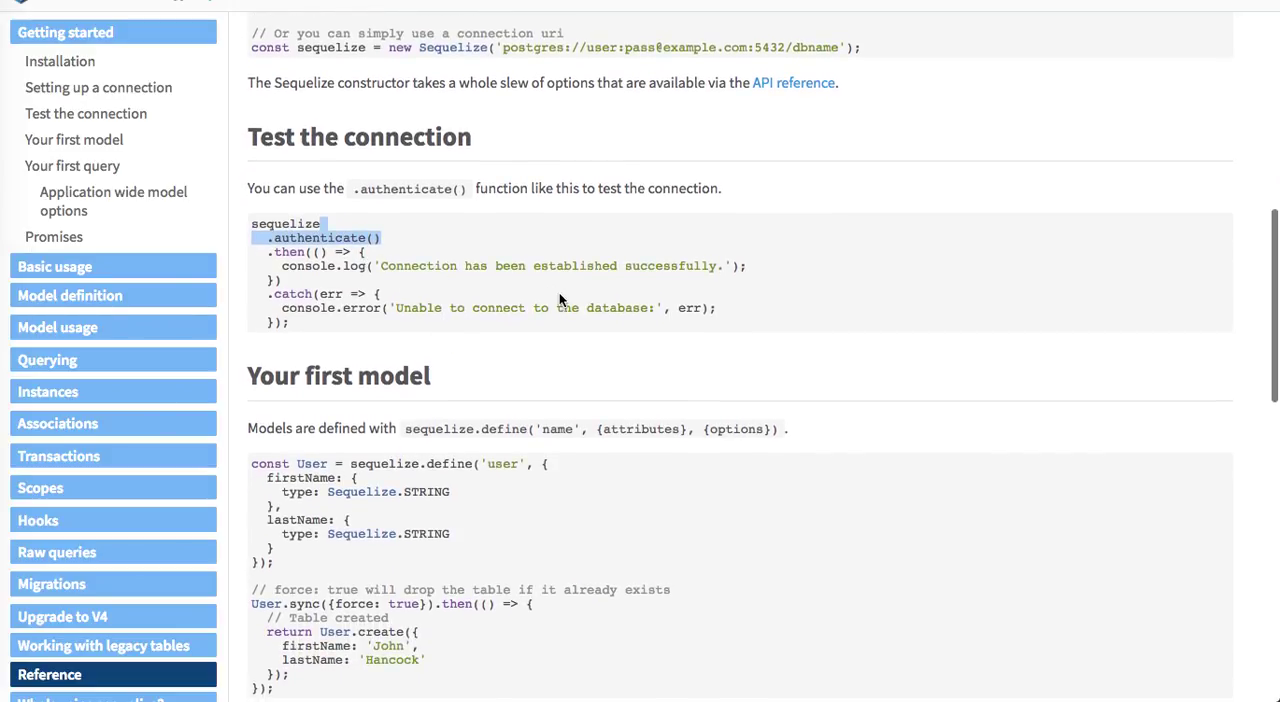 Getting started
Installation
Setting up a connection
Test the connection
Your first model
Your first query
Application wide model
options
Promises
Basic usage
Model definition
Model usage
Querying
Instances
Associations
Transactions
Scopes
Hooks
Raw queries
Migrations
Upgrade to V4
Working with legacy tables
Reference
// Or you can simply use a connection uri
const sequelize = new Sequelize('postgres://user:pass@example.com:5432/dbname');
The Sequelize constructor takes a whole slew of options that are available via the API reference.
Test the connection
You can use the .authenticate() function like this to test the connection.
sequelize
.authenticate()
.then(() => {
console.log('Connection has been established successfully.');
})
.catch(err => {
console.error('Unable to connect to the database:', err);
});
Your first model
Models are defined with sequelize.define('name', {attributes}, {options}) .
const User = sequelize.define('user', {
firstName: {
type: Sequelize.STRING
},
lastName: {
type: Sequelize.STRING
}
});
// force: true will drop the table if it already exists
User.sync({force: true}).then(() => {
// Table created
return User.create({
firstName: 'John',
lastName: 'Hancock'
});
});